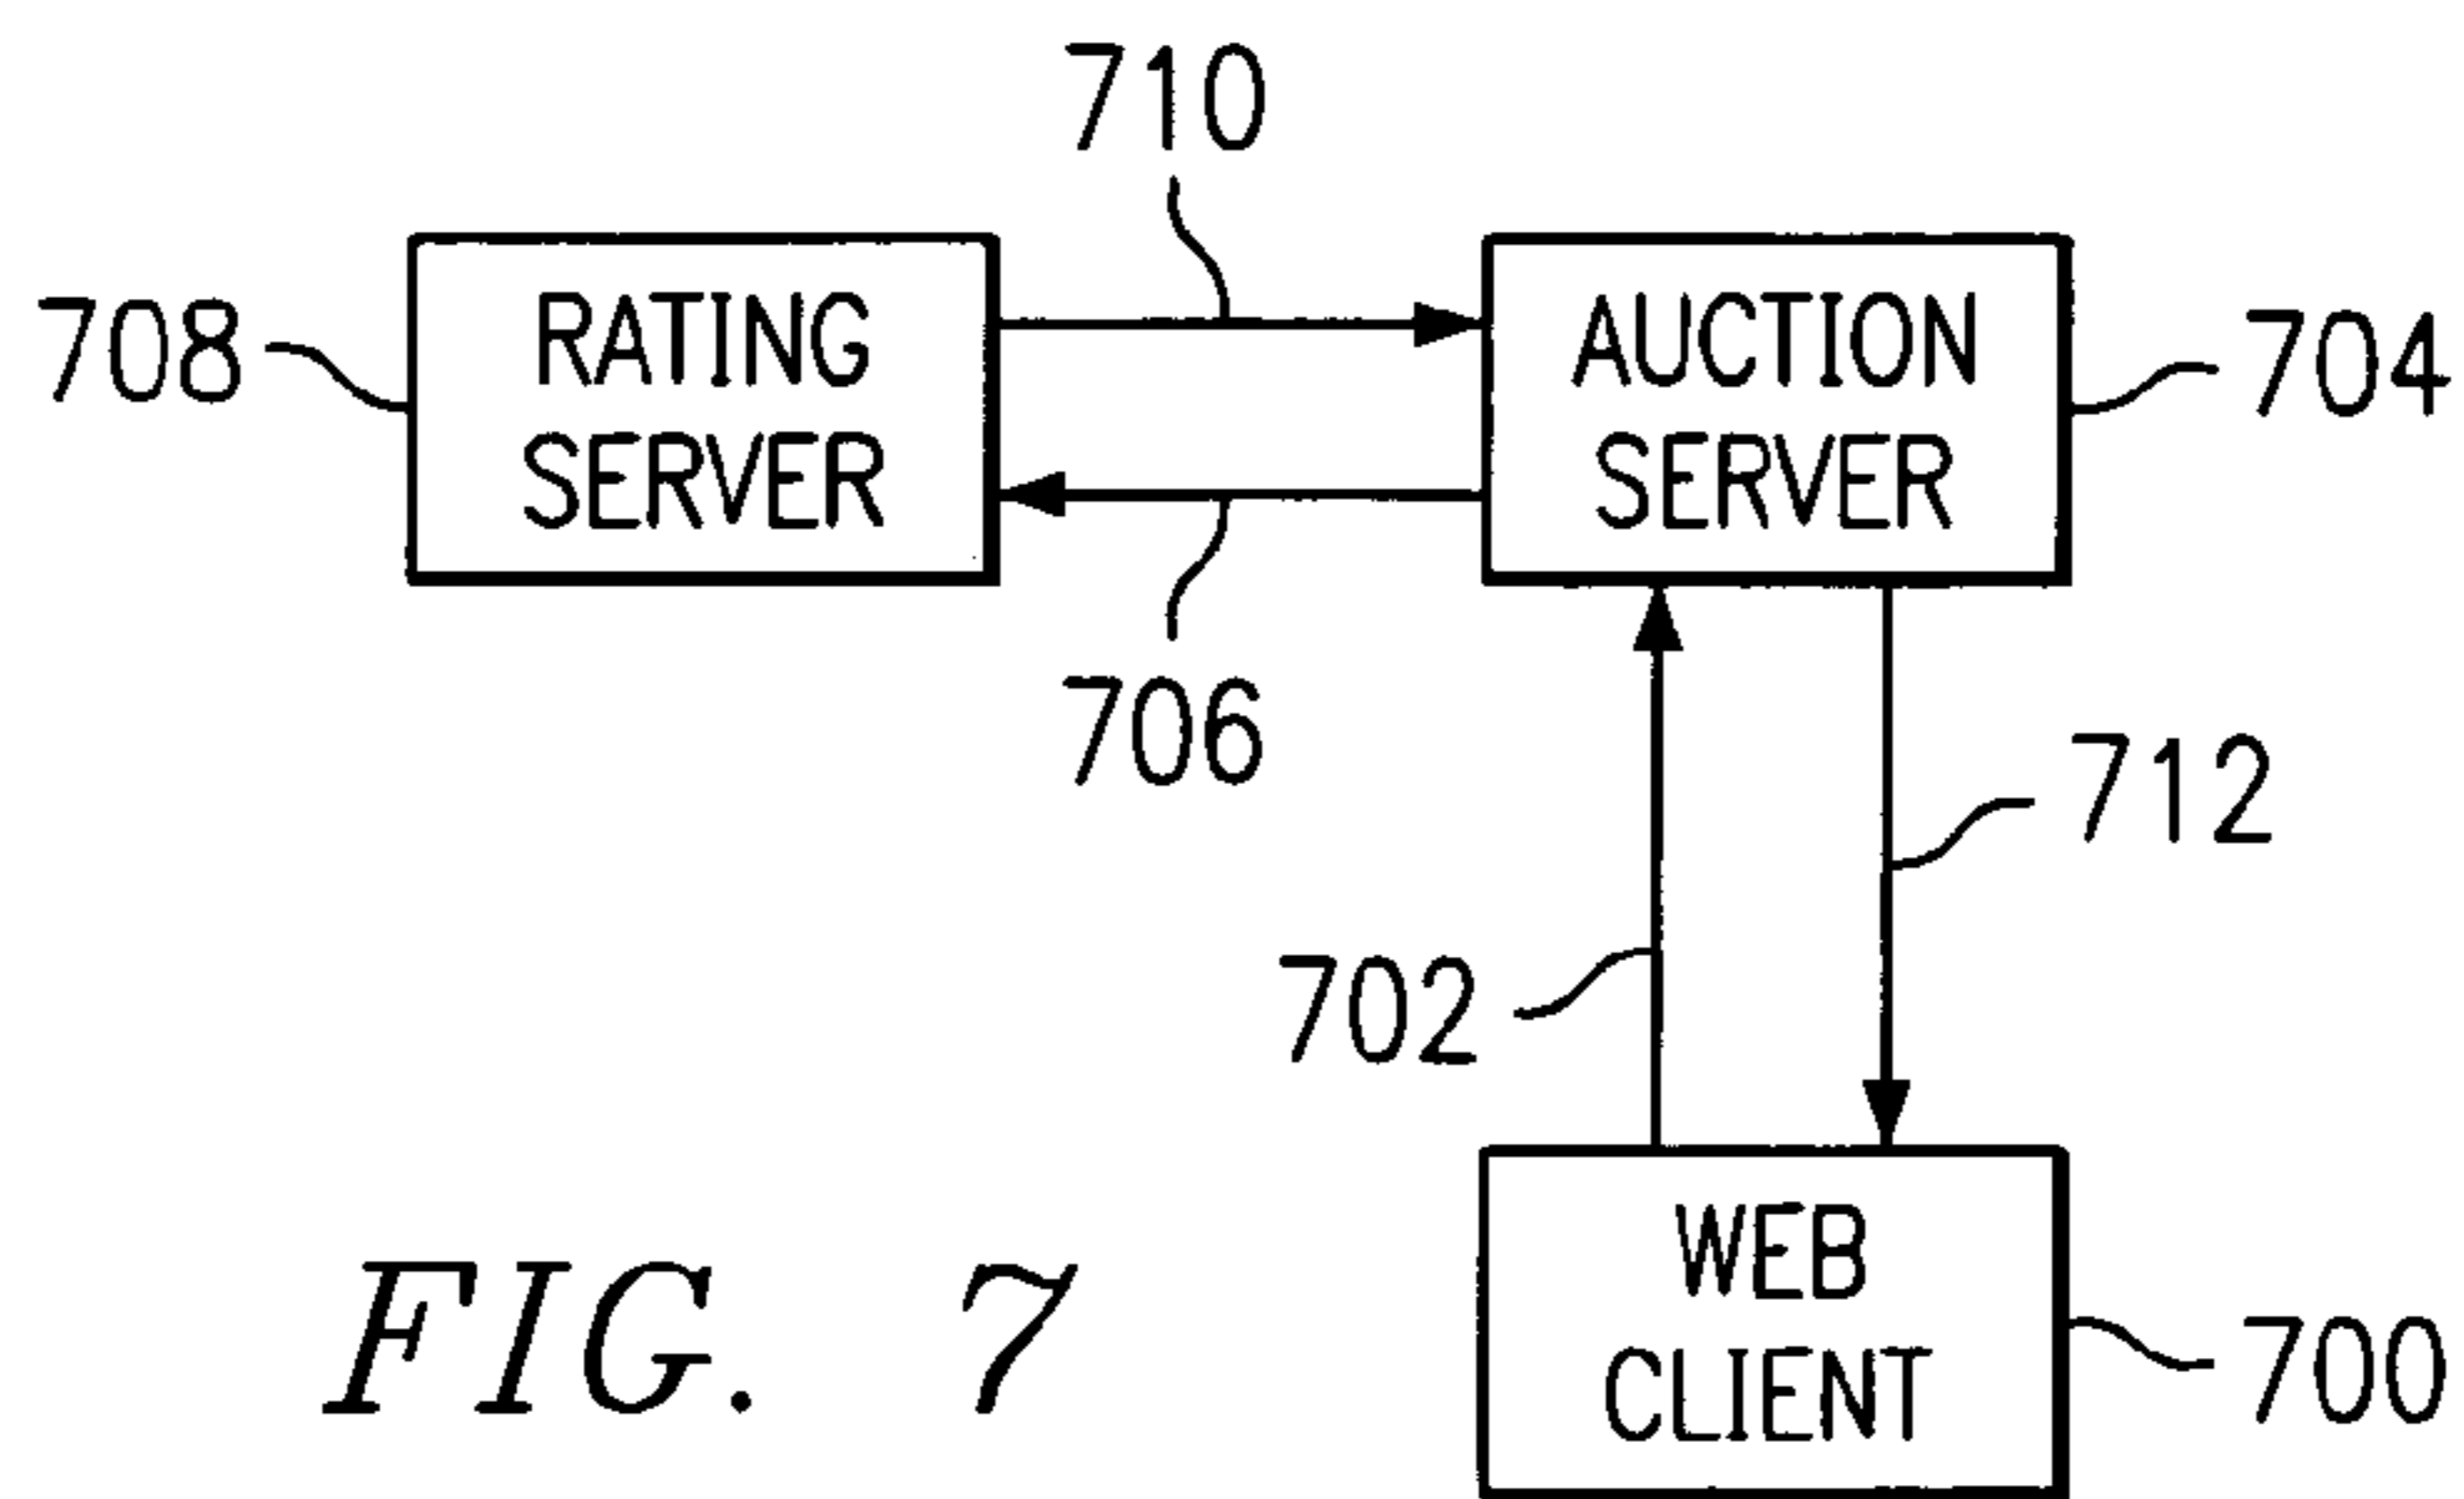 710
708
RATING
SERVER
AUCTION
SERVER
704
706
712
702
WEB
CLIENT
700
FIG. 7